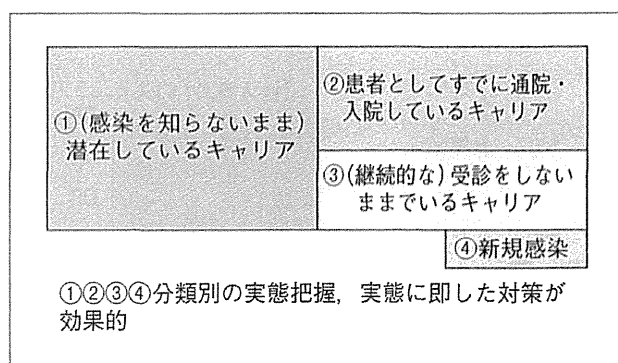 ①(感染を知らないまま)
潜在しているキャリア
②患者としてすでに通院・
入院しているキャリア
③(継続的な)受診をしない
ままでいるキャリア
④新規感染
①②③④分類別の実態把握，実態に即した対策が
効果的